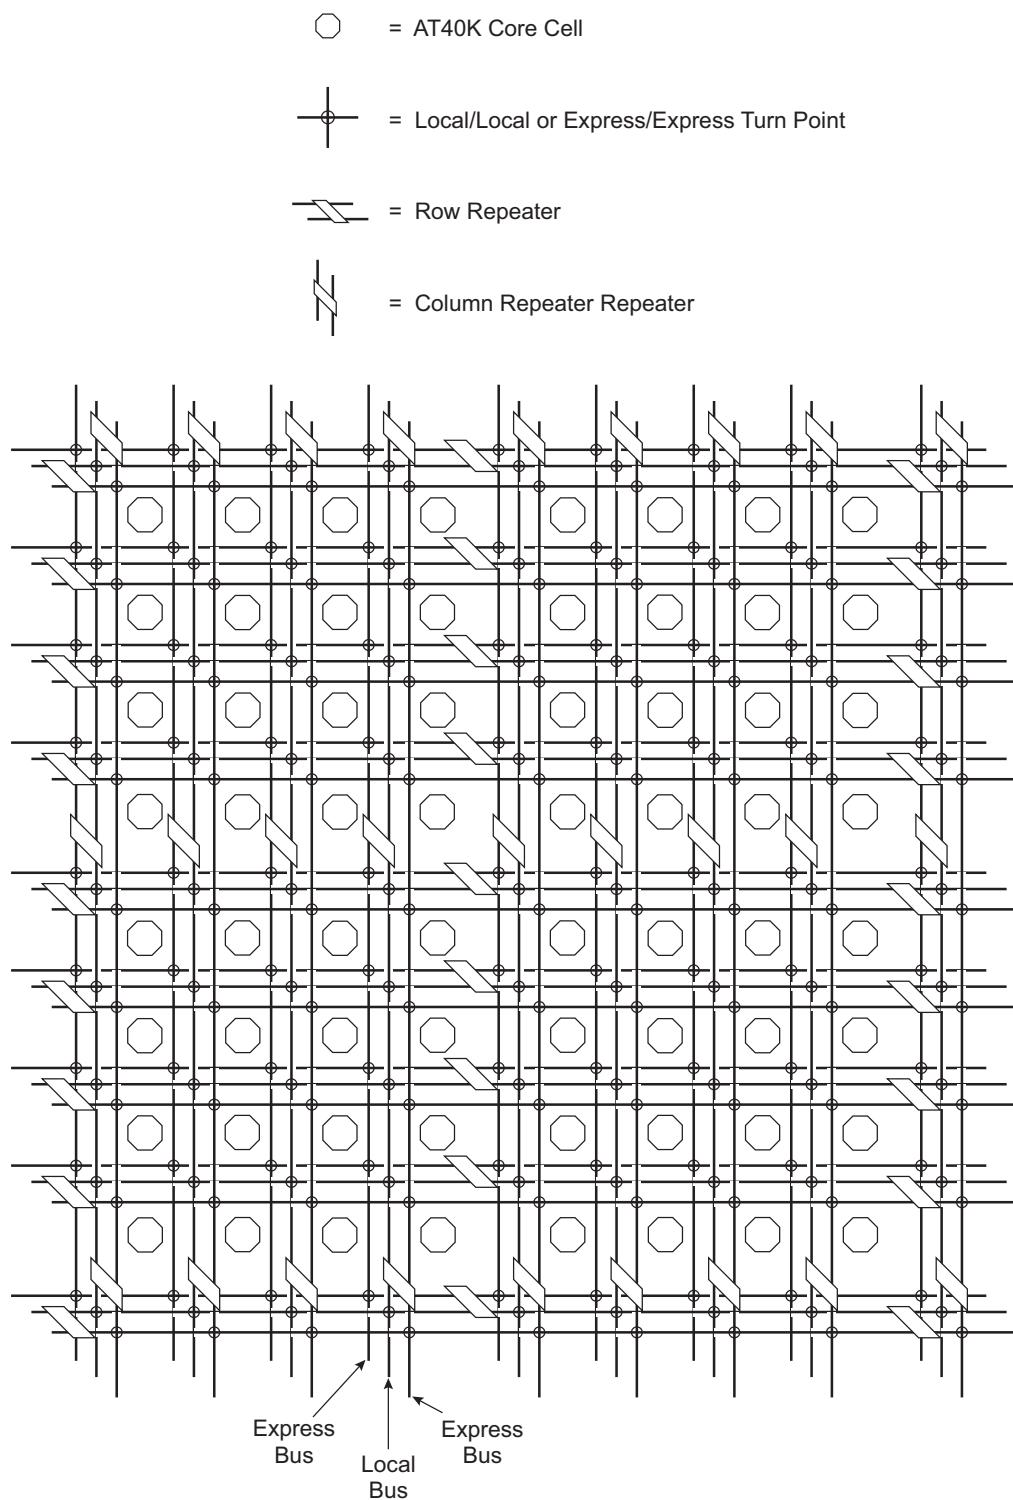 = AT40K Core Cell
= Local/Local or Express/Express Turn Point
= Row Repeater
= Column Repeater Repeater
Express
Bus
Local
Bus
Express
Bus